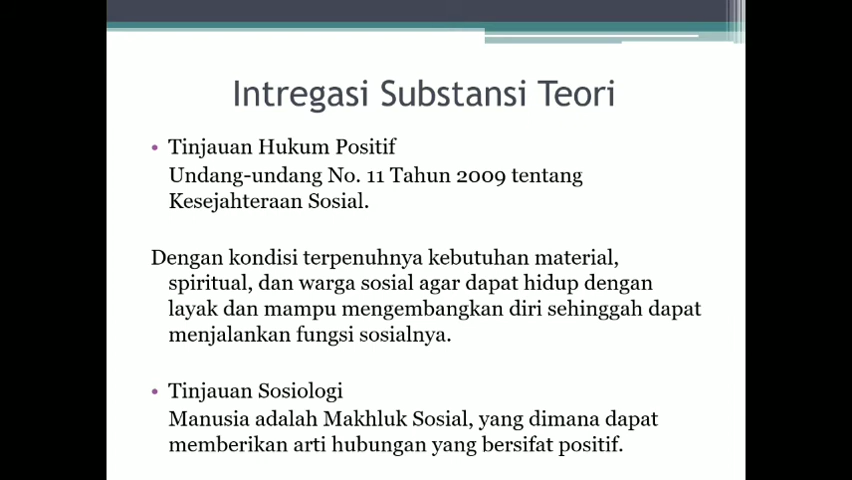 Intregasi Substansi Teori
• Tinjauan Hukum Positif
Undang-undang No. 11 Tahun 2009 tentang
Kesejahteraan Sosial.
Dengan kondisi terpenuhnya kebutuhan material,
spiritual, dan warga sosial agar dapat hidup dengan
layak dan mampu mengembangkan diri sehinggah dapat
menjalankan fungsi sosialnya.
• Tinjauan Sosiologi
Manusia adalah Makhluk Sosial, yang dimana dapat
memberikan arti hubungan yang bersifat positif.